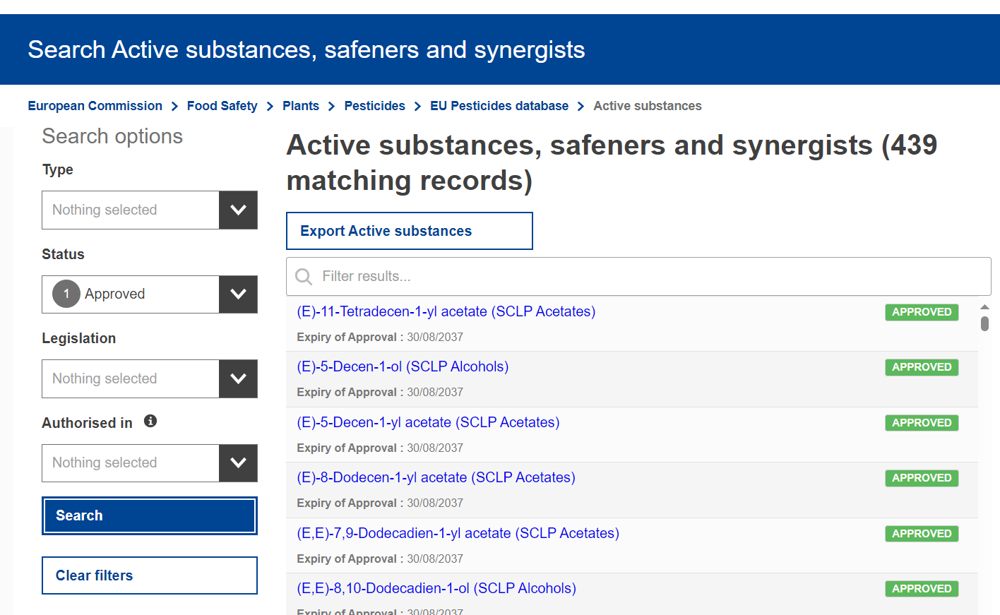 Search Active substances, safeners and synergists
European Commission > Food Safety > Plants > Pesticides > EU Pesticides database > Active substances
Search options
Type
Nothing selected
Status
1 Approved
Legislation
Nothing selected
Authorised in
Nothing selected
Search
Clear filters
Active substances, safeners and synergists (439
matching records)
Export Active substances
Filter results...
(E)-11-Tetradecen-1-yl acetate (SCLP Acetates) APPROVED
Expiry of Approval : 30/08/2037
(E)-5-Decen-1-ol (SCLP Alcohols) APPROVED
Expiry of Approval : 30/08/2037
(E)-5-Decen-1-yl acetate (SCLP Acetates) APPROVED
Expiry of Approval : 30/08/2037
(E)-8-Dodecen-1-yl acetate (SCLP Acetates) APPROVED
Expiry of Approval : 30/08/2037
(E,E)-7,9-Dodecadien-1-yl acetate (SCLP Acetates) APPROVED
Expiry of Approval : 30/08/2037
(E,E)-8,10-Dodecadien-1-ol (SCLP Alcohols) APPROVED
Expiry of Approval : 30/08/2037